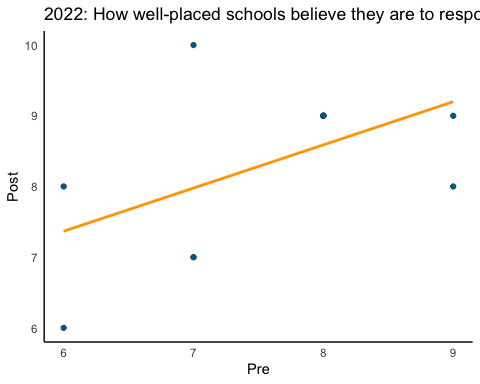 2022: How well-placed schools believe they are to respo
10
9
8
7
6
Post
6 7 8 9
Pre